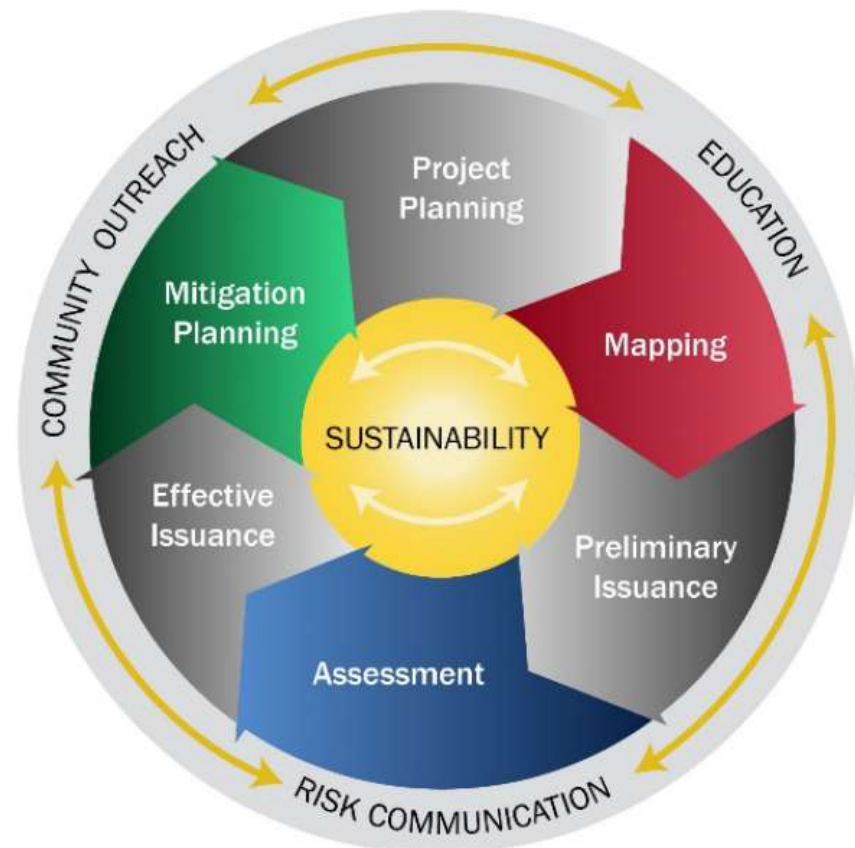 COMMUNITY OUTREACH
EDUCATION
Project
Planning
Mitigation
Planning
Mapping
SUSTAINABILITY
Effective
Issuance
Preliminary
Issuance
Assessment
RISK COMMUNICATION